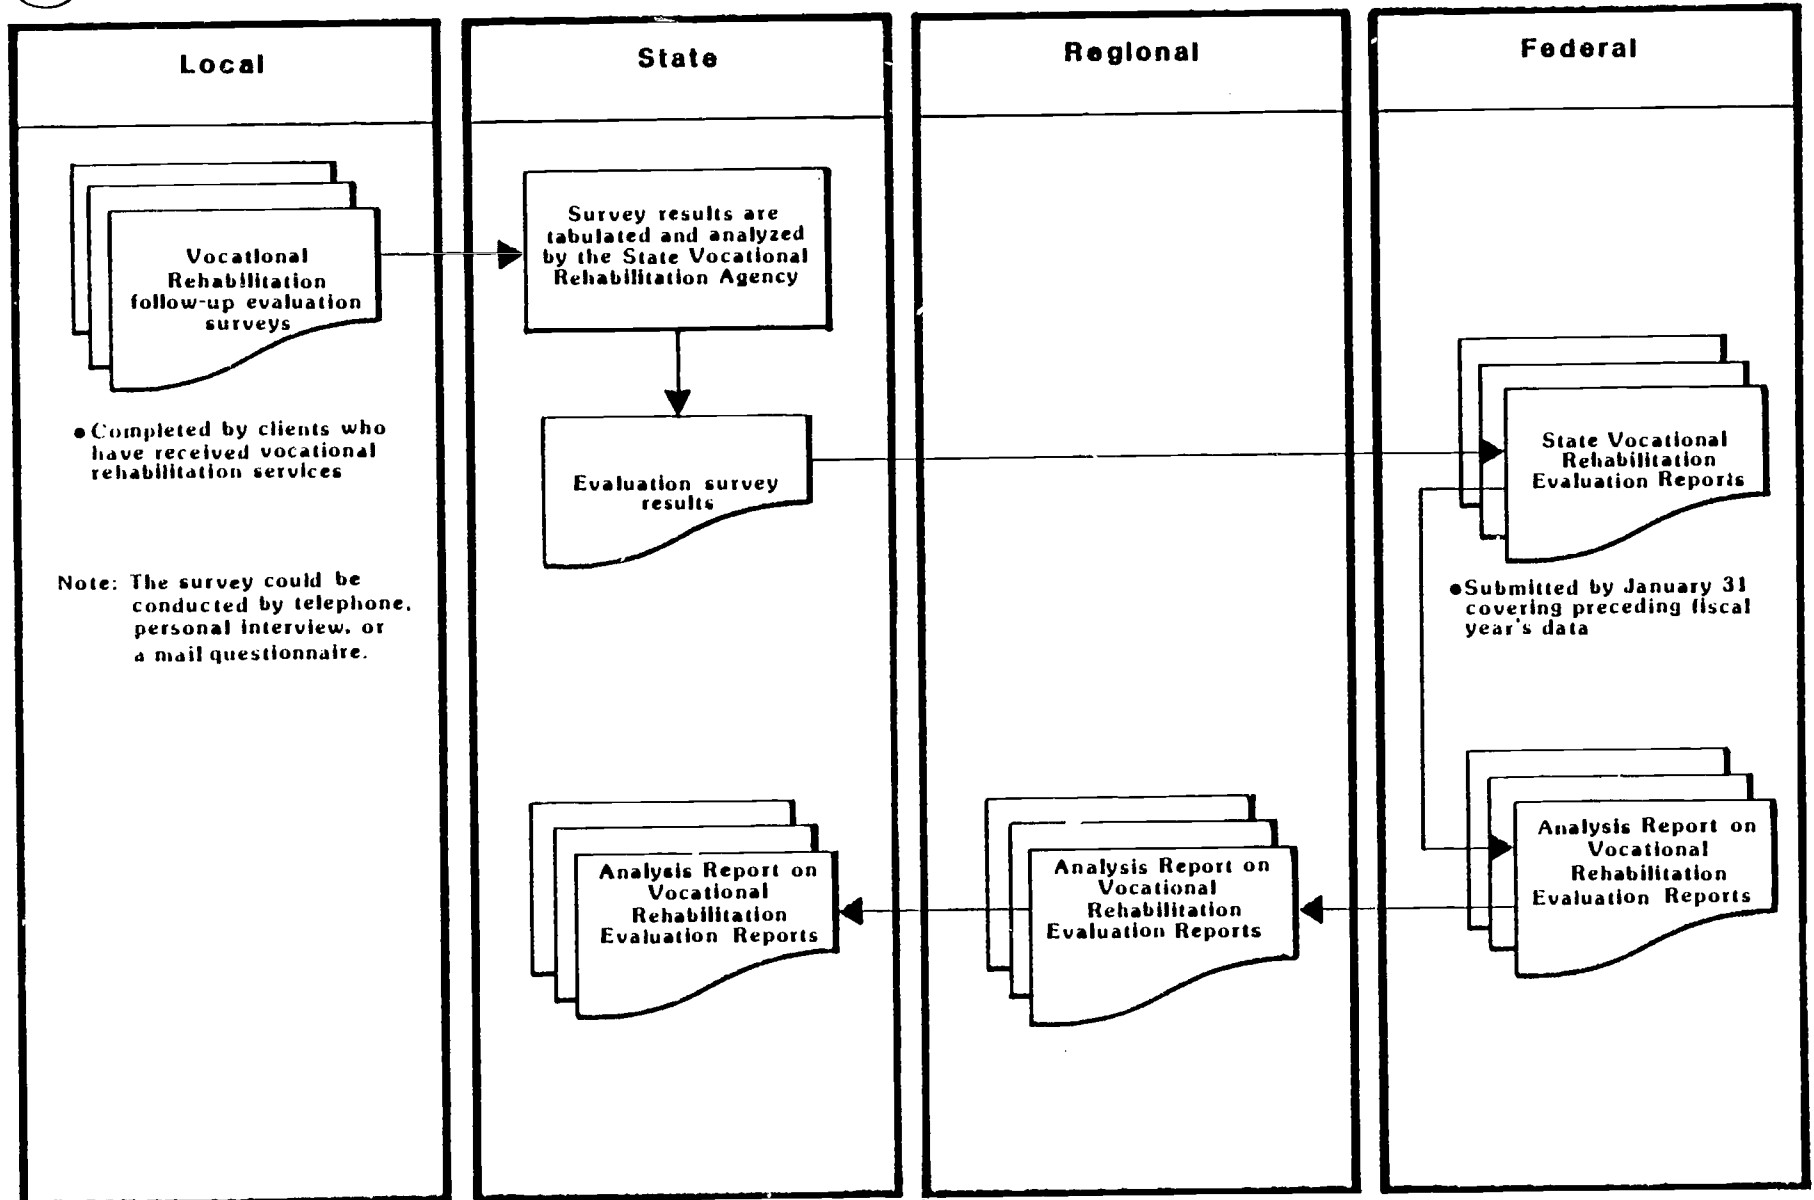 Local
Vocational
Rehabilitation
follow-up evaluation
surveys
● Completed by clients who
have received vocational
rehabilitation services
Note: The survey could be
conducted by telephone,
personal interview, or
a mail questionnaire.
State
Survey results are
tabulated and analyzed
by the State Vocational
Rehabilitation Agency
Evaluation survey
results
Analysis Report on
Vocational
Rehabilitation
Evaluation Reports
Regional
Analysis Report on
Vocational
Rehabilitation
Evaluation Reports
Federal
State Vocational
Rehabilitation
Evaluation Reports
● Submitted by January 31
covering preceding fiscal
year's data
Analysis Report on
Vocational
Rehabilitation
Evaluation Reports